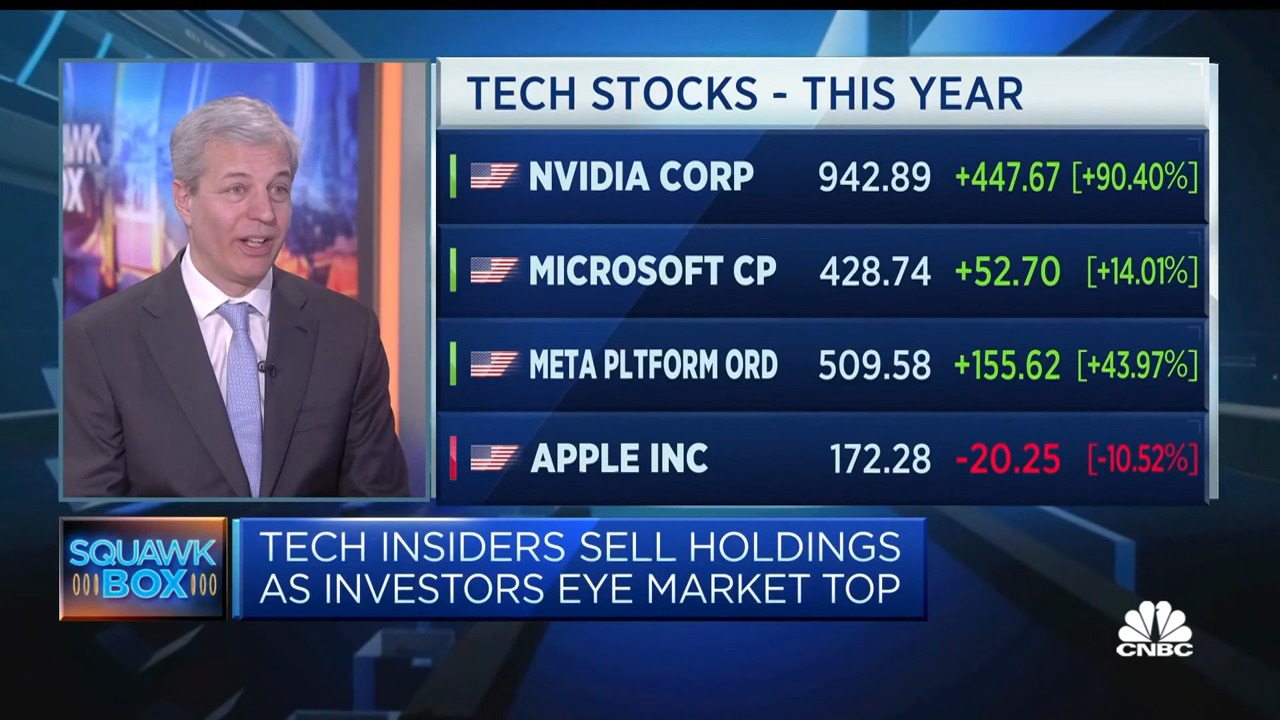 TECH STOCKS - THIS YEAR
NVIDIA CORP 942.89 +447.67 [+90.40%]
MICROSOFT CP 428.74 +52.70 [+14.01%]
META PLTFORM ORD 509.58 +155.62 [+43.97%]
APPLE INC 172.28 -20.25 [-10.52%]
WK
OX
SQUAWK
BOX
TECH INSIDERS SELL HOLDINGS
AS INVESTORS EYE MARKET TOP
CNBC